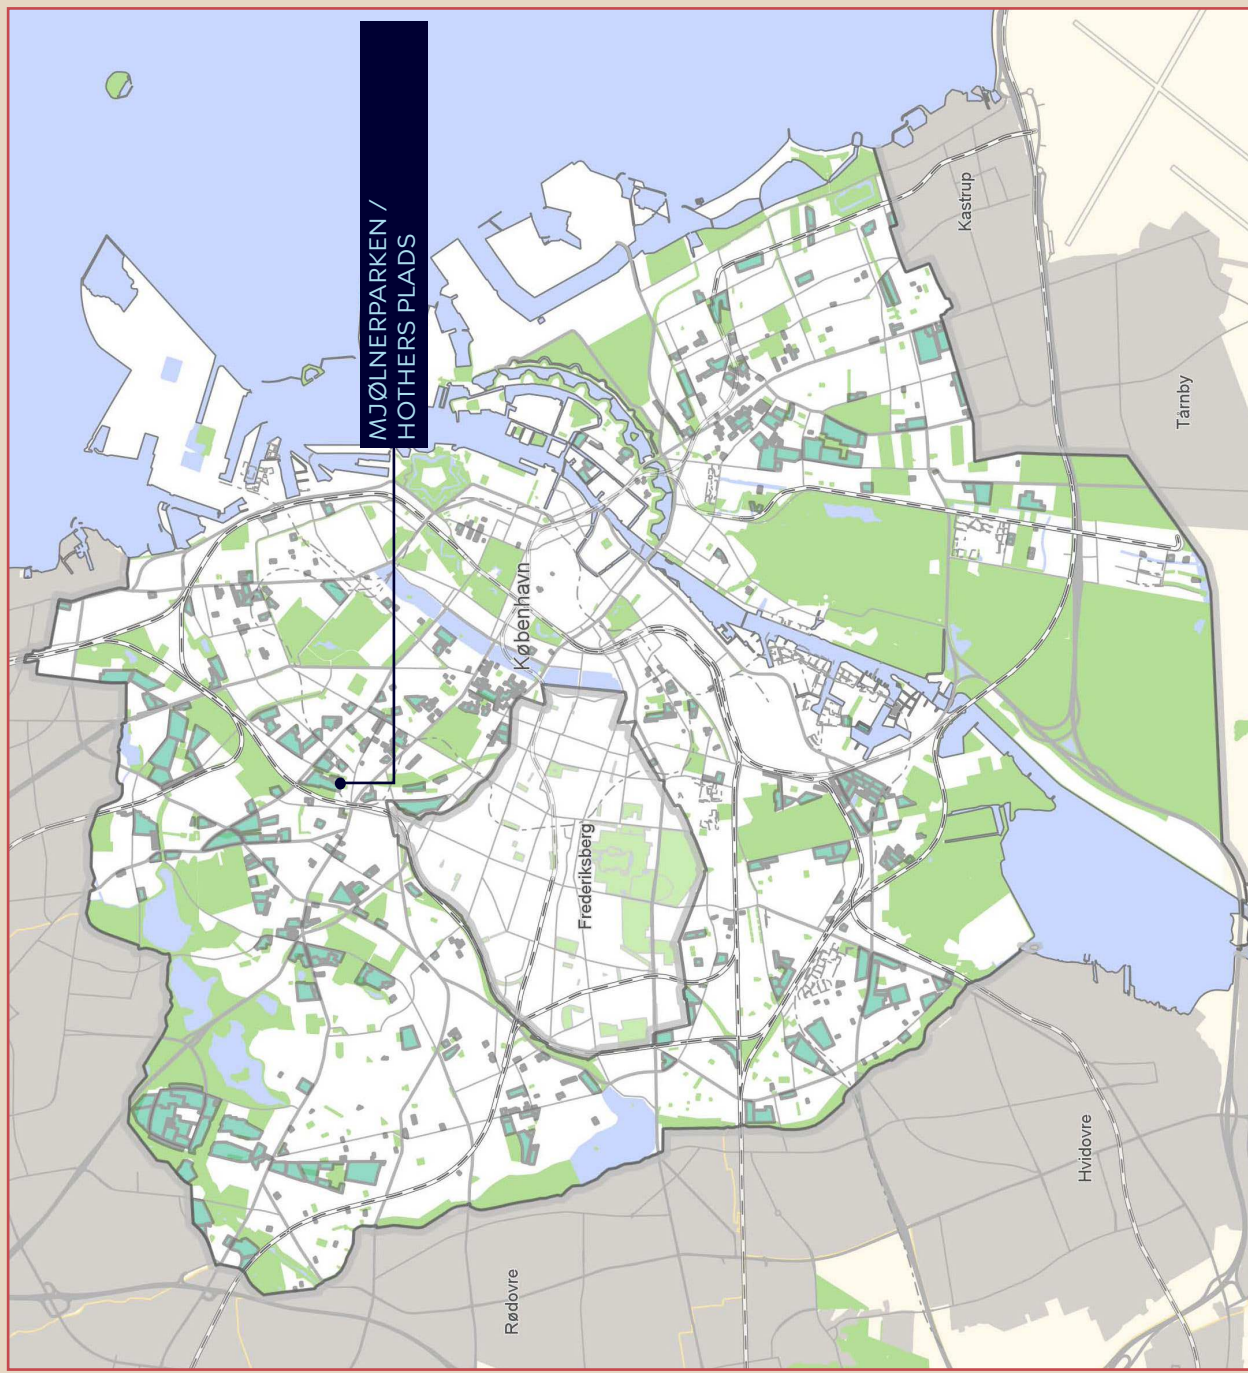 MJØLNERPARKEN /
HOTHERS PLADS
København
Frederiksberg
Kastrup
Tårnby
Hvidovre
Rødovre